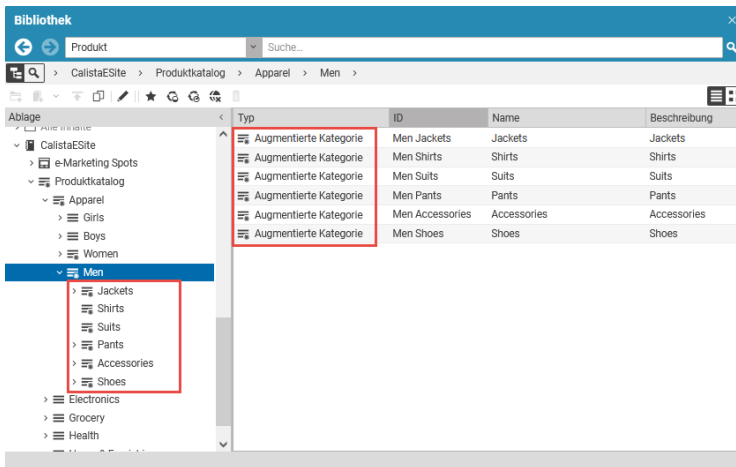 Bibliothek
Produkt
Suche...
> CalistaESite > Produktkatalog > Apparel > Men >
Ablage
Typ ID Name Beschreibung
Alle Inhalte
CalistaESite
e-Marketing Spots
Produktkatalog
Apparel
Girls
Boys
Women
Men
Jackets
Shirts
Suits
Pants
Accessories
Shoes
Electronics
Grocery
Health
Augmentierte Kategorie Men Jackets Jackets Jackets
Augmentierte Kategorie Men Shirts Shirts Shirts
Augmentierte Kategorie Men Suits Suits Suits
Augmentierte Kategorie Men Pants Pants Pants
Augmentierte Kategorie Men Accessories Accessories Accessories
Augmentierte Kategorie Men Shoes Shoes Shoes